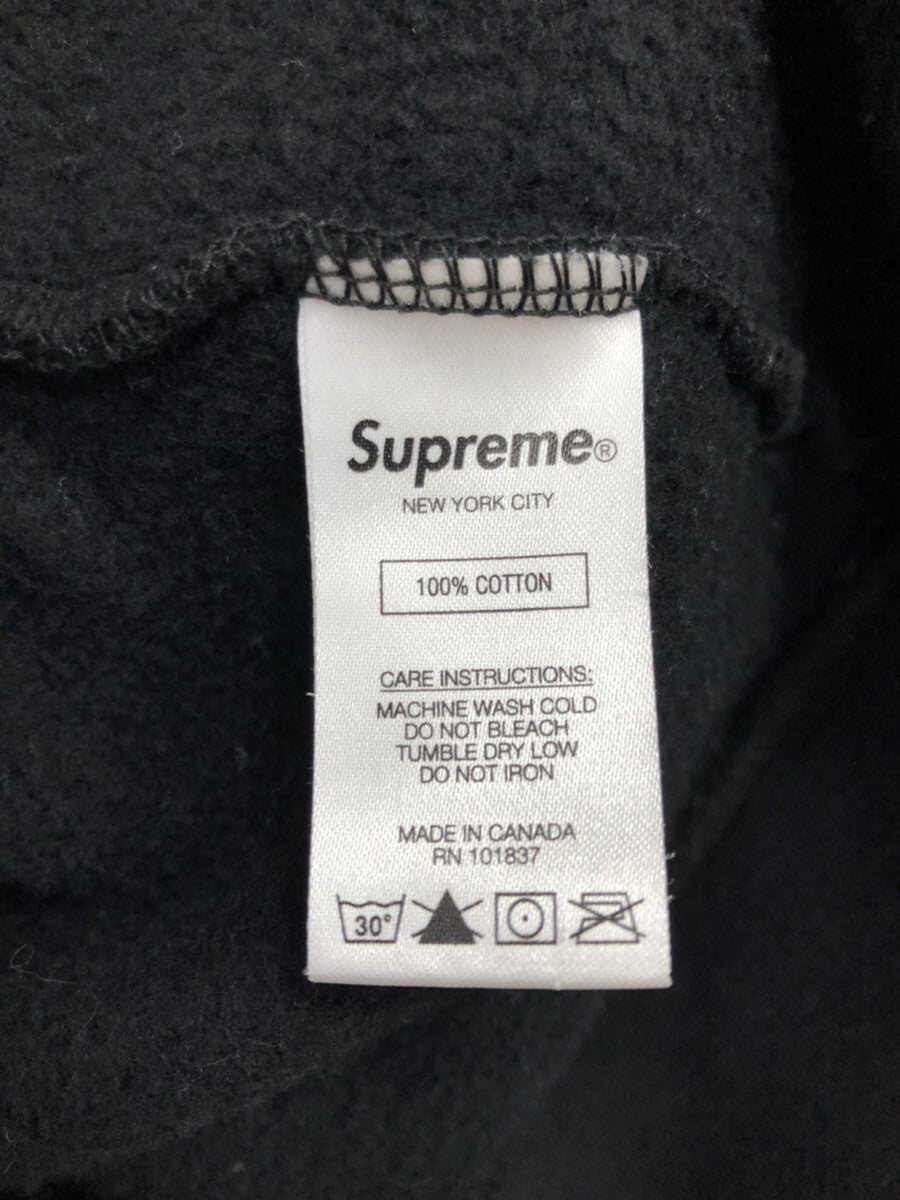 Supreme®
NEW YORK CITY
100% COTTON
CARE INSTRUCTIONS:
MACHINE WASH COLD
DO NOT BLEACH
TUMBLE DRY LOW
DO NOT IRON
MADE IN CANADA
RN 101837
30°